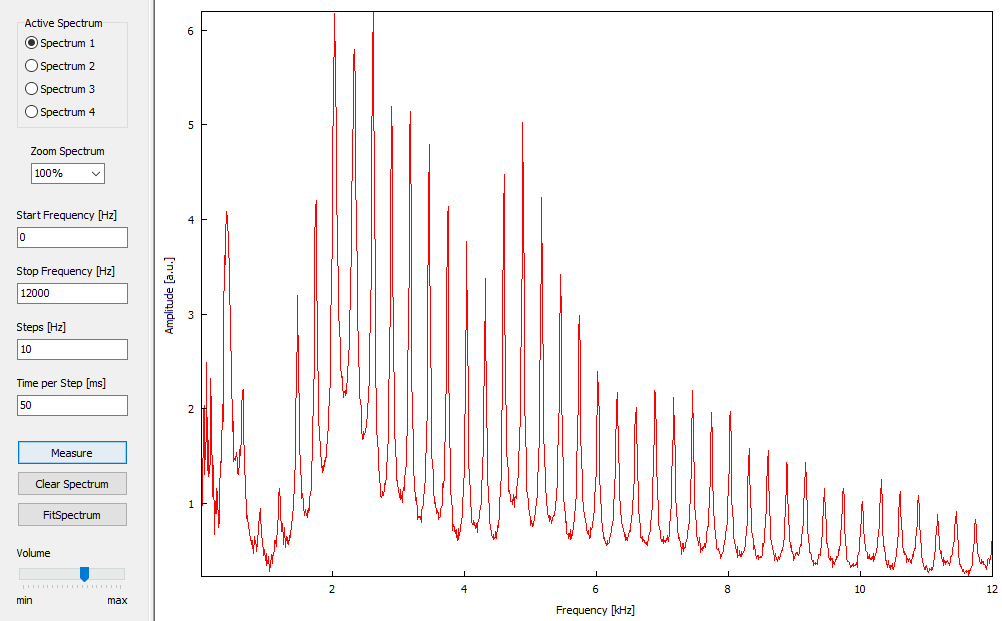 Active Spectrum
Spectrum 1
Spectrum 2
Spectrum 3
Spectrum 4
Zoom Spectrum
100%
Start Frequency [Hz]
0
Stop Frequency [Hz]
12000
Steps [Hz]
10
Time per Step [ms]
50
Measure
Clear Spectrum
FitSpectrum
Volume
min max
Amplitude [a.u.]
6
5
4
3
2
1
2 4 6 8 10 12
Frequency [kHz]